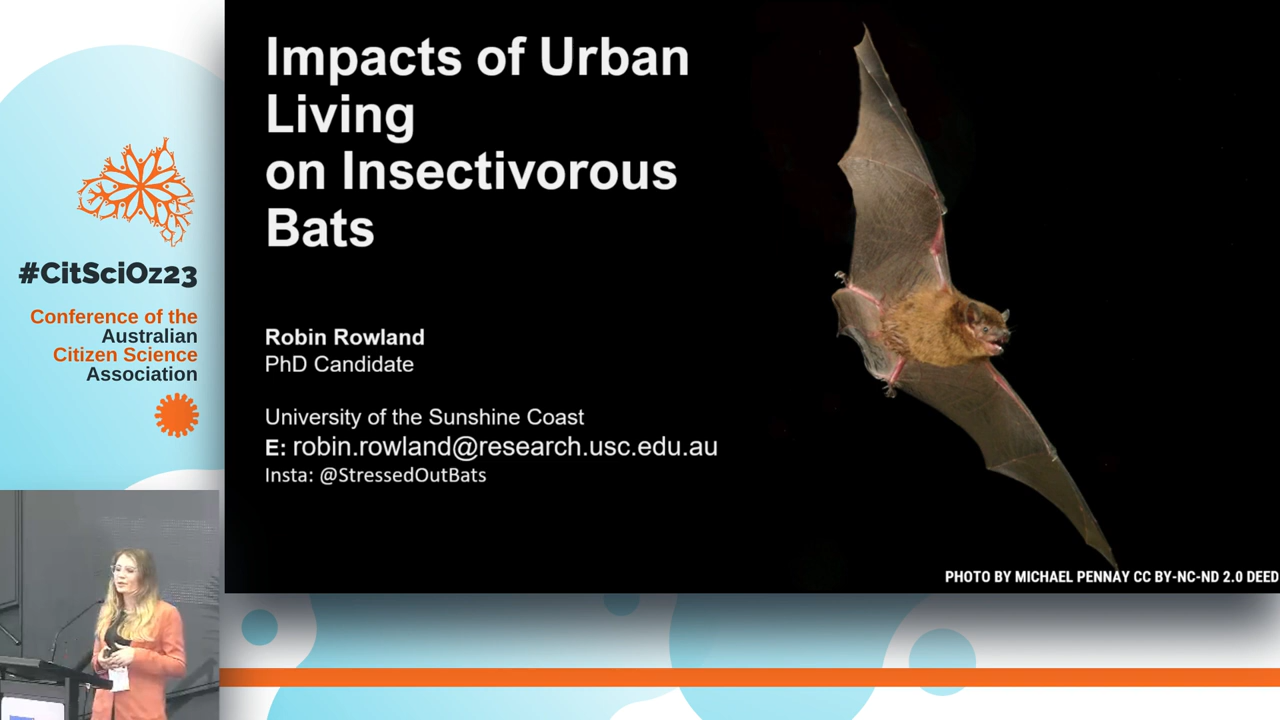 Impacts of Urban
Living
on Insectivorous
Bats
Robin Rowland
PhD Candidate
University of the Sunshine Coast
E: robin.rowland@research.usc.edu.au
Insta: @StressedOutBats
PHOTO BY MICHAEL PENNAY CC BY-NC-ND 2.0 DEED
#CitSciOz23
Conference of the
Australian
Citizen Science
Association